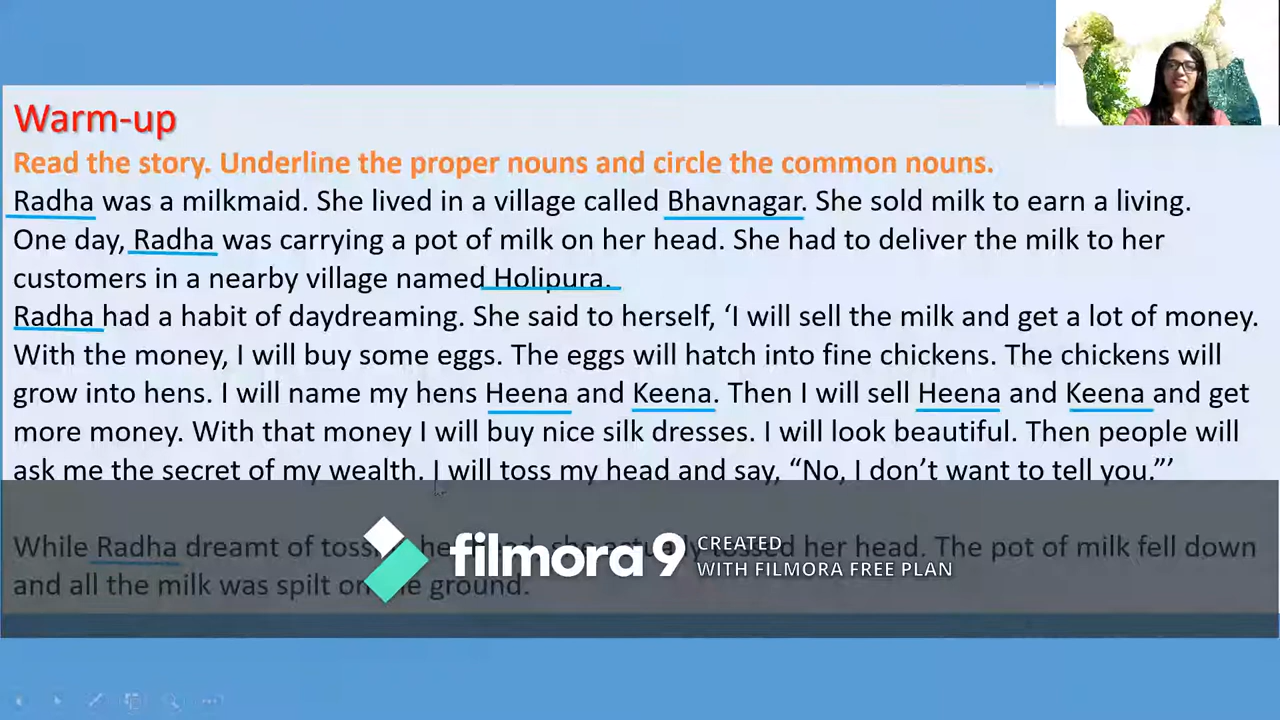 Warm-up
Read the story. Underline the proper nouns and circle the common nouns.
Radha was a milkmaid. She lived in a village called Bhavnagar. She sold milk to earn a living.
One day, Radha was carrying a pot of milk on her head. She had to deliver the milk to her
customers in a nearby village named Holipura.
Radha had a habit of daydreaming. She said to herself, ‘I will sell the milk and get a lot of money.
With the money, I will buy some eggs. The eggs will hatch into fine chickens. The chickens will
grow into hens. I will name my hens Heena and Keena. Then I will sell Heena and Keena and get
more money. With that money I will buy nice silk dresses. I will look beautiful. Then people will
ask me the secret of my wealth. I will toss my head and say, “No, I don’t want to tell you.”’
While Radha dreamt of she tossed her head. The pot of milk fell down
and all the milk was spilt on ground.
filmora9
CREATED
WITH FILMORA FREE PLAN